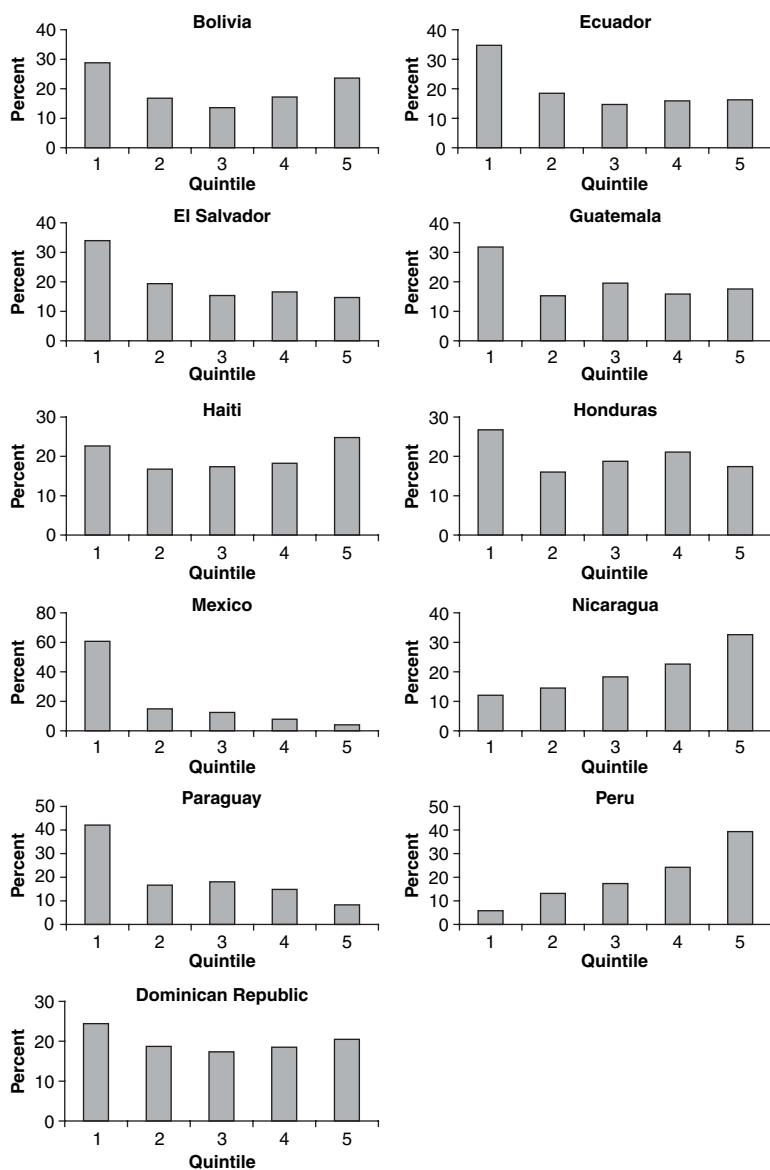 Bolivia
40
30
20
10
0
Percent
1 2 3 4 5
Quintile
Ecuador
40
30
20
10
0
Percent
1 2 3 4 5
Quintile
El Salvador
40
30
20
10
0
Percent
1 2 3 4 5
Quintile
Guatemala
40
30
20
10
0
Percent
1 2 3 4 5
Quintile
Haiti
30
20
10
0
Percent
1 2 3 4 5
Quintile
Honduras
30
20
10
0
Percent
1 2 3 4 5
Quintile
Mexico
80
60
40
20
0
Percent
1 2 3 4 5
Quintile
Nicaragua
40
30
20
10
0
Percent
1 2 3 4 5
Quintile
Paraguay
50
40
30
20
10
0
Percent
1 2 3 4 5
Quintile
Peru
50
40
30
20
10
0
Percent
1 2 3 4 5
Quintile
Dominican Republic
30
20
10
0
Percent
1 2 3 4 5
Quintile